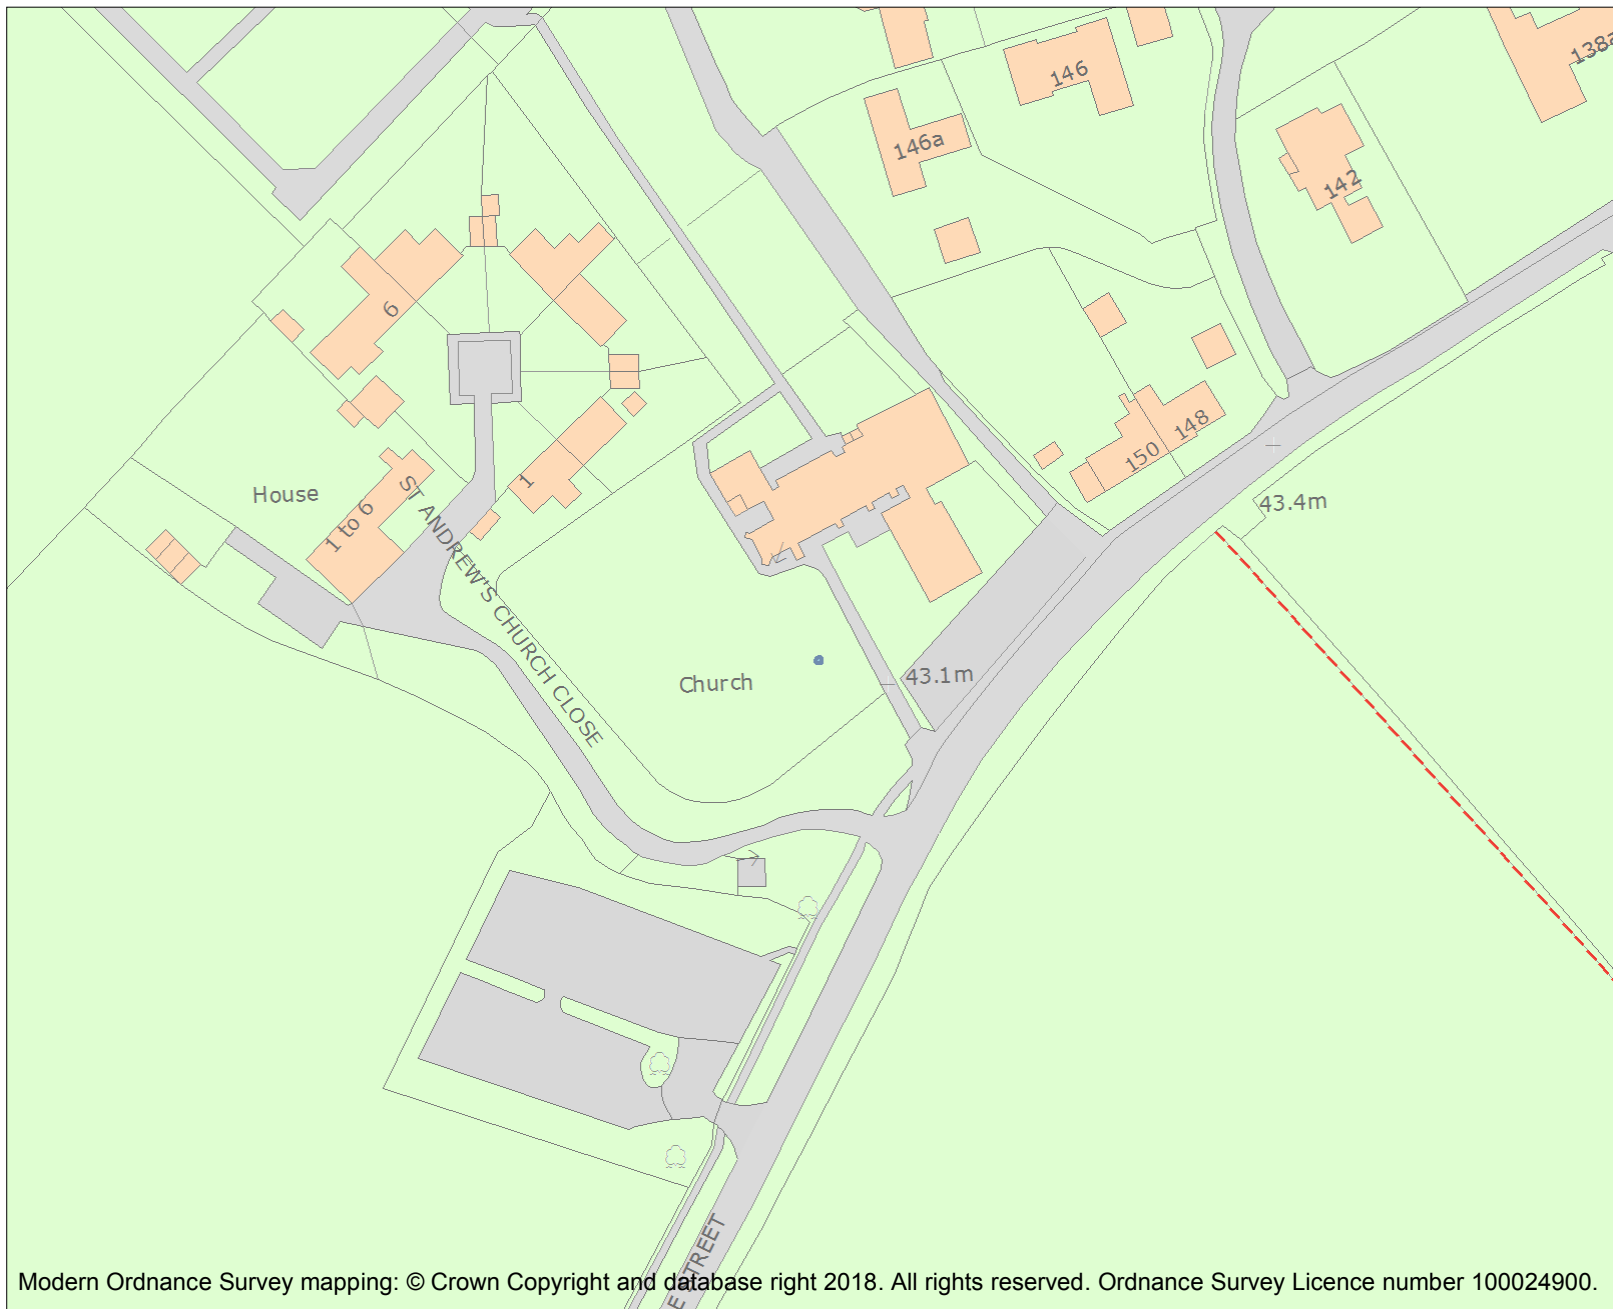 138a
146
146a
142
6
148
150
1
House
1 to 6
43.4m
ST ANDREW'S CHURCH CLOSE
Church
43.1m
E STREET
Modern Ordnance Survey mapping: © Crown Copyright and database right 2018. All rights reserved. Ordnance Survey Licence number 100024900.